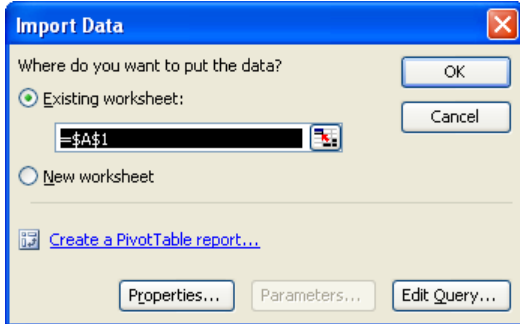 Import Data
Where do you want to put the data?
Existing worksheet:
=$A$1
New worksheet
Create a PivotTable report...
OK
Cancel
Properties...
Parameters...
Edit Query...